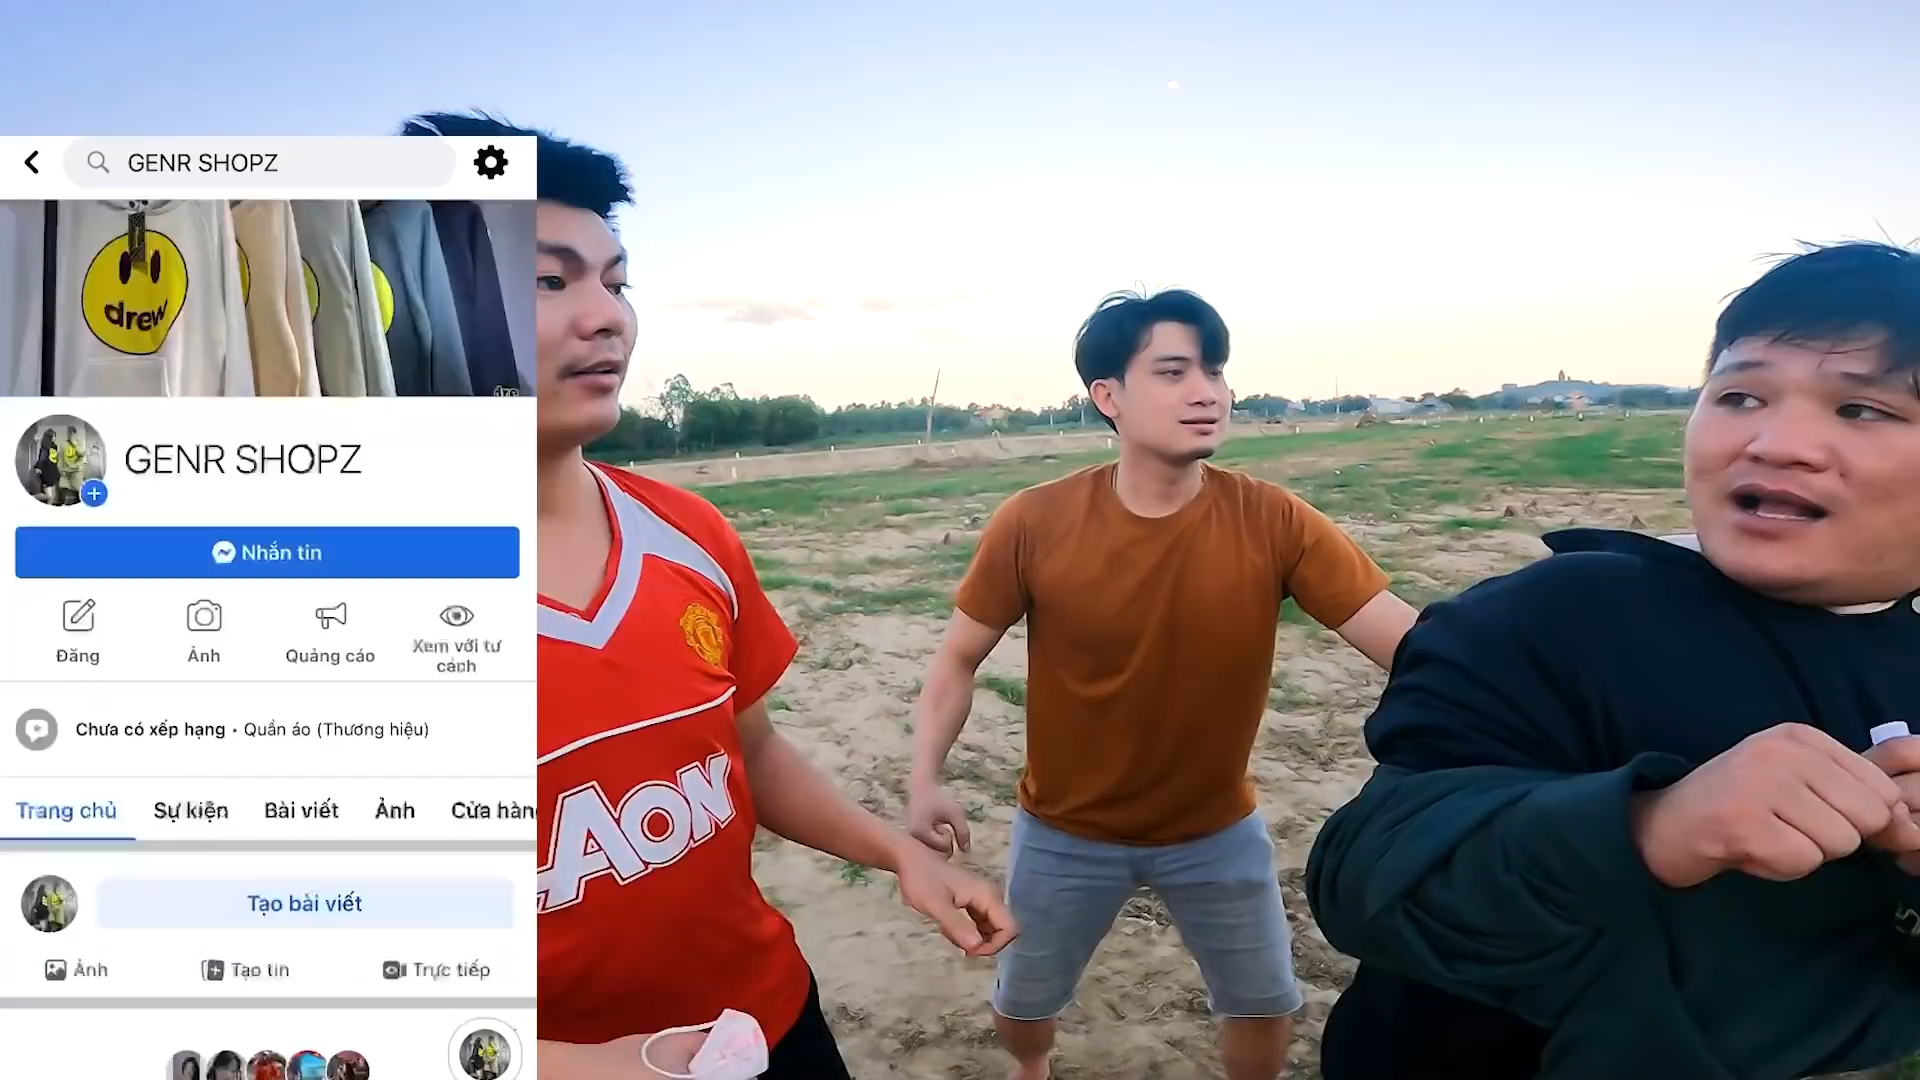 GENR SHOPZ
drew
GENR SHOPZ
Nhắn tin
Đăng
Ảnh
Quảng cáo
Xem với tư
cách
Chưa có xếp hạng · Quần áo (Thương hiệu)
Trang chủ
Sự kiện
Bài viết
Ảnh
Cửa hàn
Tạo bài viết
Ảnh
Tạo tin
Trực tiếp
AON